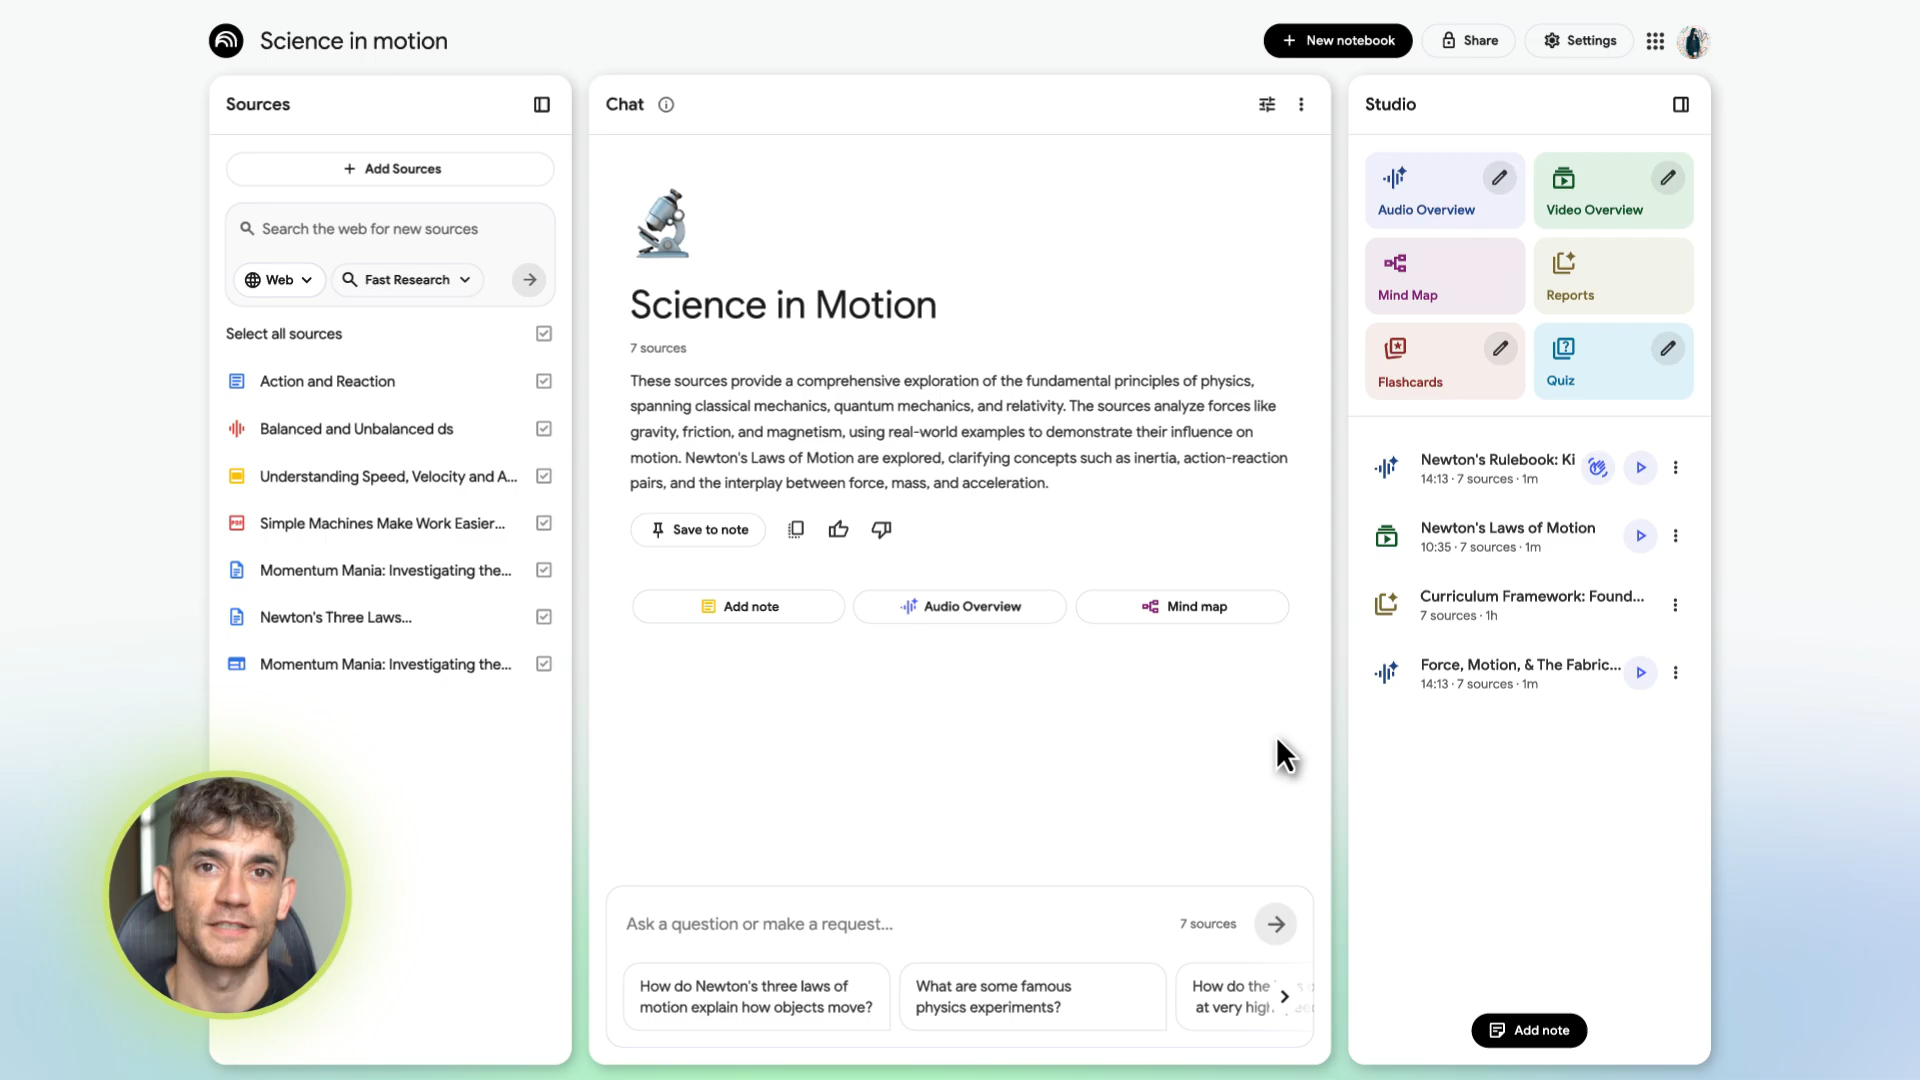 Science in motion
New notebook
Share
Settings
Sources
Add Sources
Search the web for new sources
Web
Fast Research
Select all sources
Action and Reaction
Balanced and Unbalanced ds
Understanding Speed, Velocity and A...
Simple Machines Make Work Easier...
Momentum Mania: Investigating the...
Newton's Three Laws...
Momentum Mania: Investigating the...
Chat
Science in Motion
7 sources
These sources provide a comprehensive exploration of the fundamental principles of physics,
spanning classical mechanics, quantum mechanics, and relativity. The sources analyze forces like
gravity, friction, and magnetism, using real-world examples to demonstrate their influence on
motion. Newton's Laws of Motion are explored, clarifying concepts such as inertia, action-reaction
pairs, and the interplay between force, mass, and acceleration.
Save to note
Add note
Audio Overview
Mind map
Ask a question or make a request...
7 sources
How do Newton's three laws of
motion explain how objects move?
What are some famous
physics experiments?
How do the
at very high
Studio
Audio Overview
Video Overview
Mind Map
Reports
Flashcards
Quiz
Newton's Rulebook: Ki
14:13 · 7 sources · 1m
Newton's Laws of Motion
10:35 · 7 sources · 1m
Curriculum Framework: Found...
7 sources · 1h
Force, Motion, & The Fabric...
14:13 · 7 sources · 1m
Add note